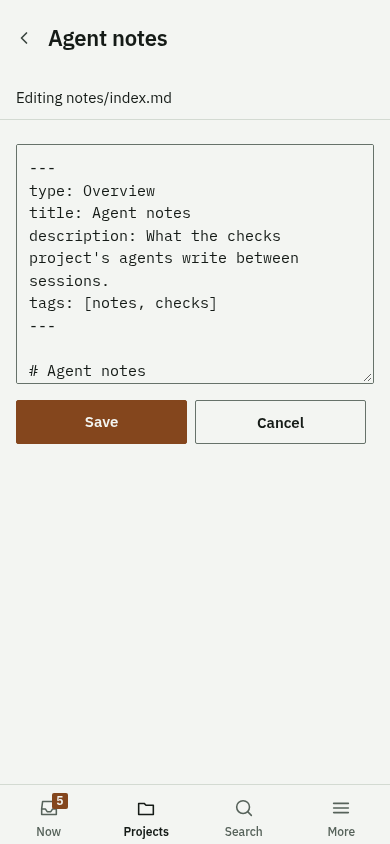 Agent notes
Editing notes/index.md
---
type: Overview
title: Agent notes
description: What the checks
project's agents write between
sessions.
tags: [notes, checks]
---
# Agent notes
Save
Cancel
5
Now
Projects
Search
More